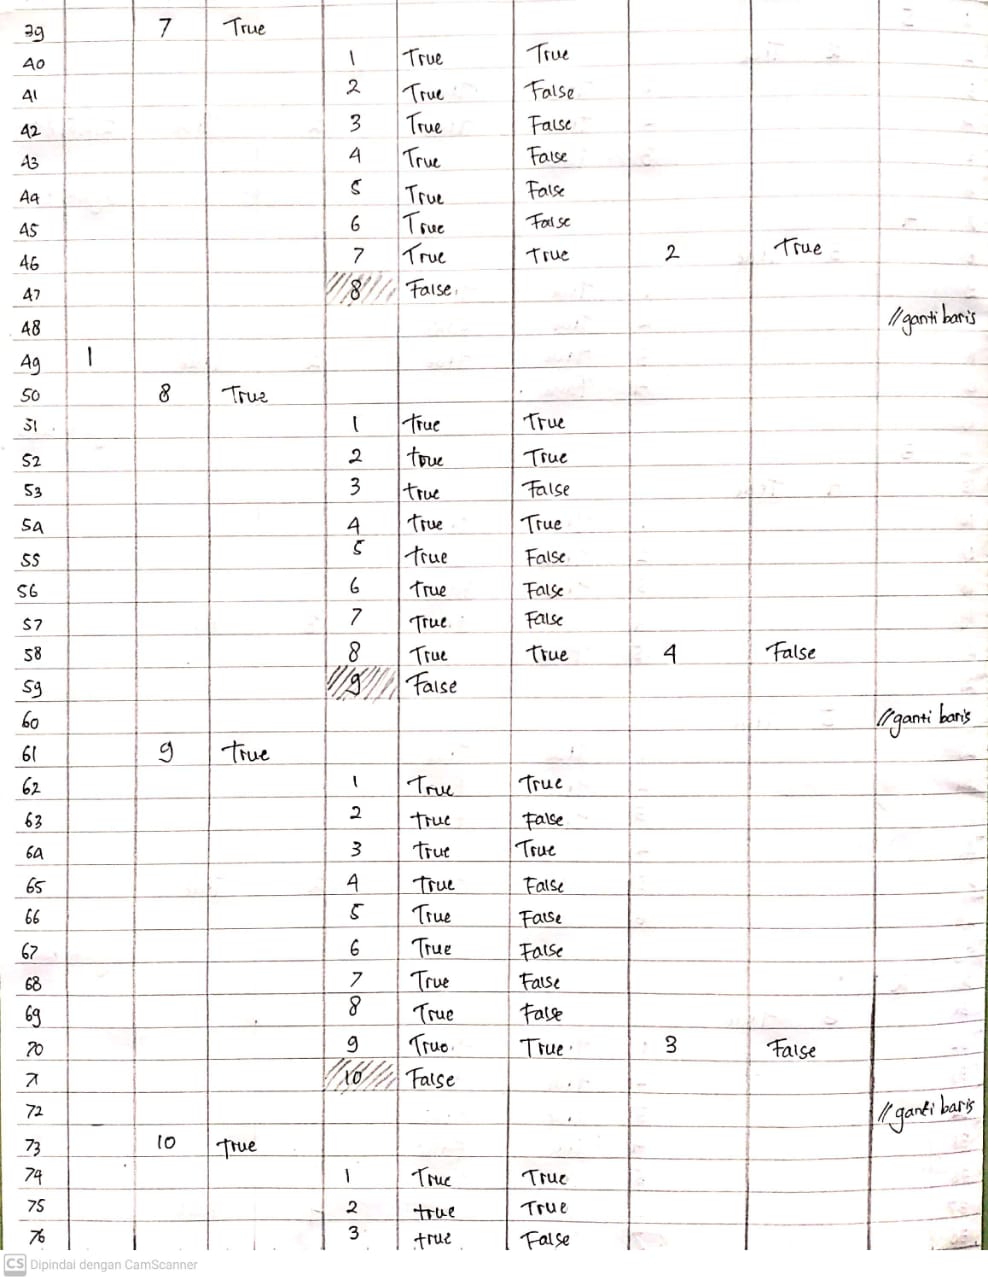 39 7 True
40 1 True True
41 2 True False
42 3 True False
43 4 True False
44 5 True False
45 6 True False
46 7 True True 2 True
47 8 False.
48 //ganti baris
49 1
50 8 True
51 1 true True
52 2 true True
53 3 true False
54 4 true True
55 5 true False
56 6 true False
57 7 True. False
58 8 True true 4 False
59 9 False
60 //ganti baris
61 9 true
62 1 True True
63 2 true False
64 3 true True
65 4 True False
66 5 True False
67 6 True False
68 7 True False
69 8 True False
70 9 True. True. 3 False
71 10 False
72 //ganti baris
73 10 true
74 1 True True
75 2 true True
76 3 true False
CS Dipindai dengan CamScanner